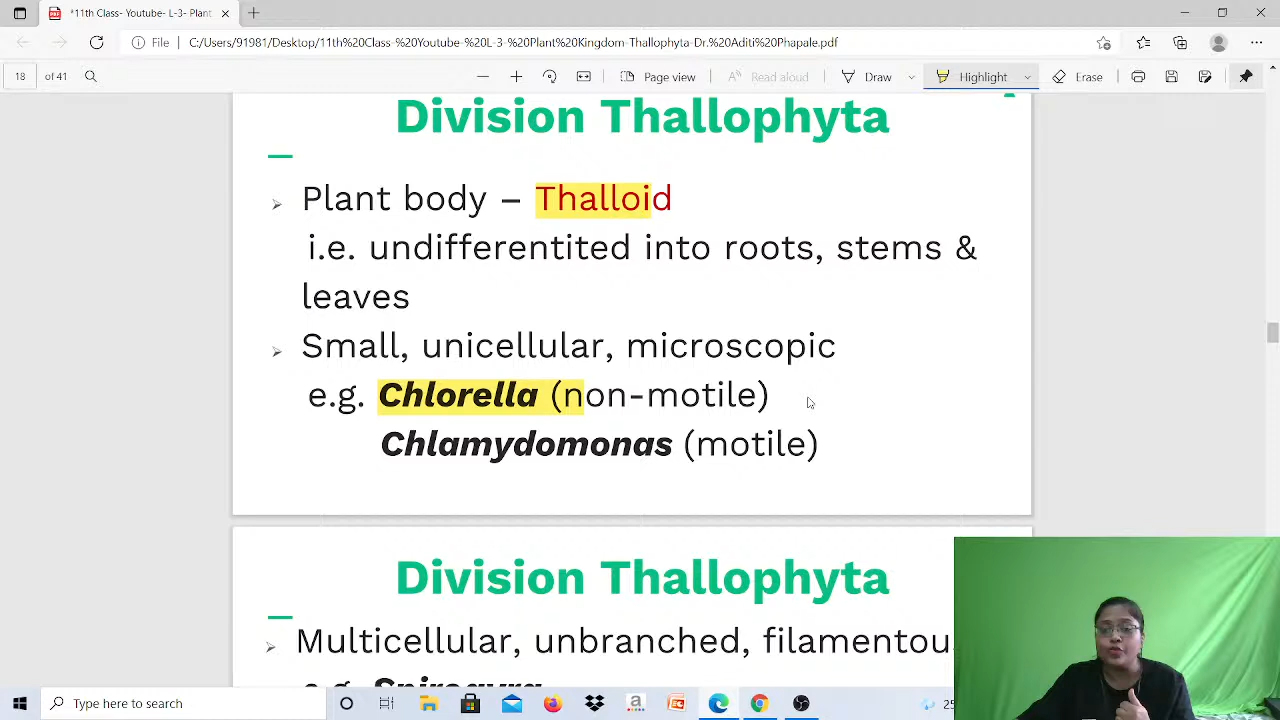 *11th Class- Youtube- L-3- Plant
File
C:/Users/91981/Desktop/11th%20Class-%20Youtube%20-L-3-%20Plant%20Kingdom-Thallophyta-Dr.%20Aditi%20Phapale.pdf
18 of 41
Page view
Read aloud
Draw
Highlight
Erase
Division Thallophyta
Plant body – Thalloid
i.e. undifferentited into roots, stems &
leaves
Small, unicellular, microscopic
e.g. Chlorella (non-motile)
Chlamydomonas (motile)
Division Thallophyta
Multicellular, unbranched, filamentou
e.g. Spirogyra
Type here to search